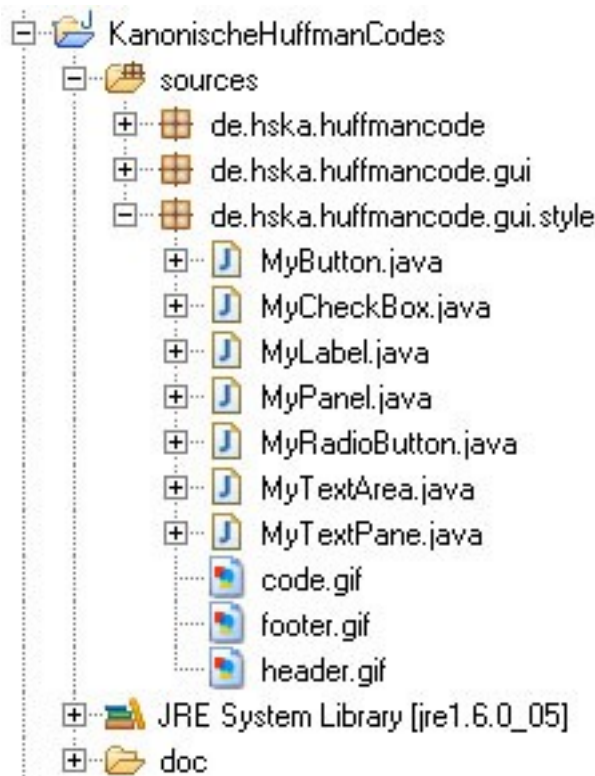 KanonischeHuffmanCodes
sources
de.hska.huffmancode
de.hska.huffmancode.gui
de.hska.huffmancode.gui.style
MyButton.java
MyCheckBox.java
MyLabel.java
MyPanel.java
MyRadioButton.java
MyTextArea.java
MyTextPane.java
code.gif
footer.gif
header.gif
JRE System Library [jre1.6.0_05]
doc